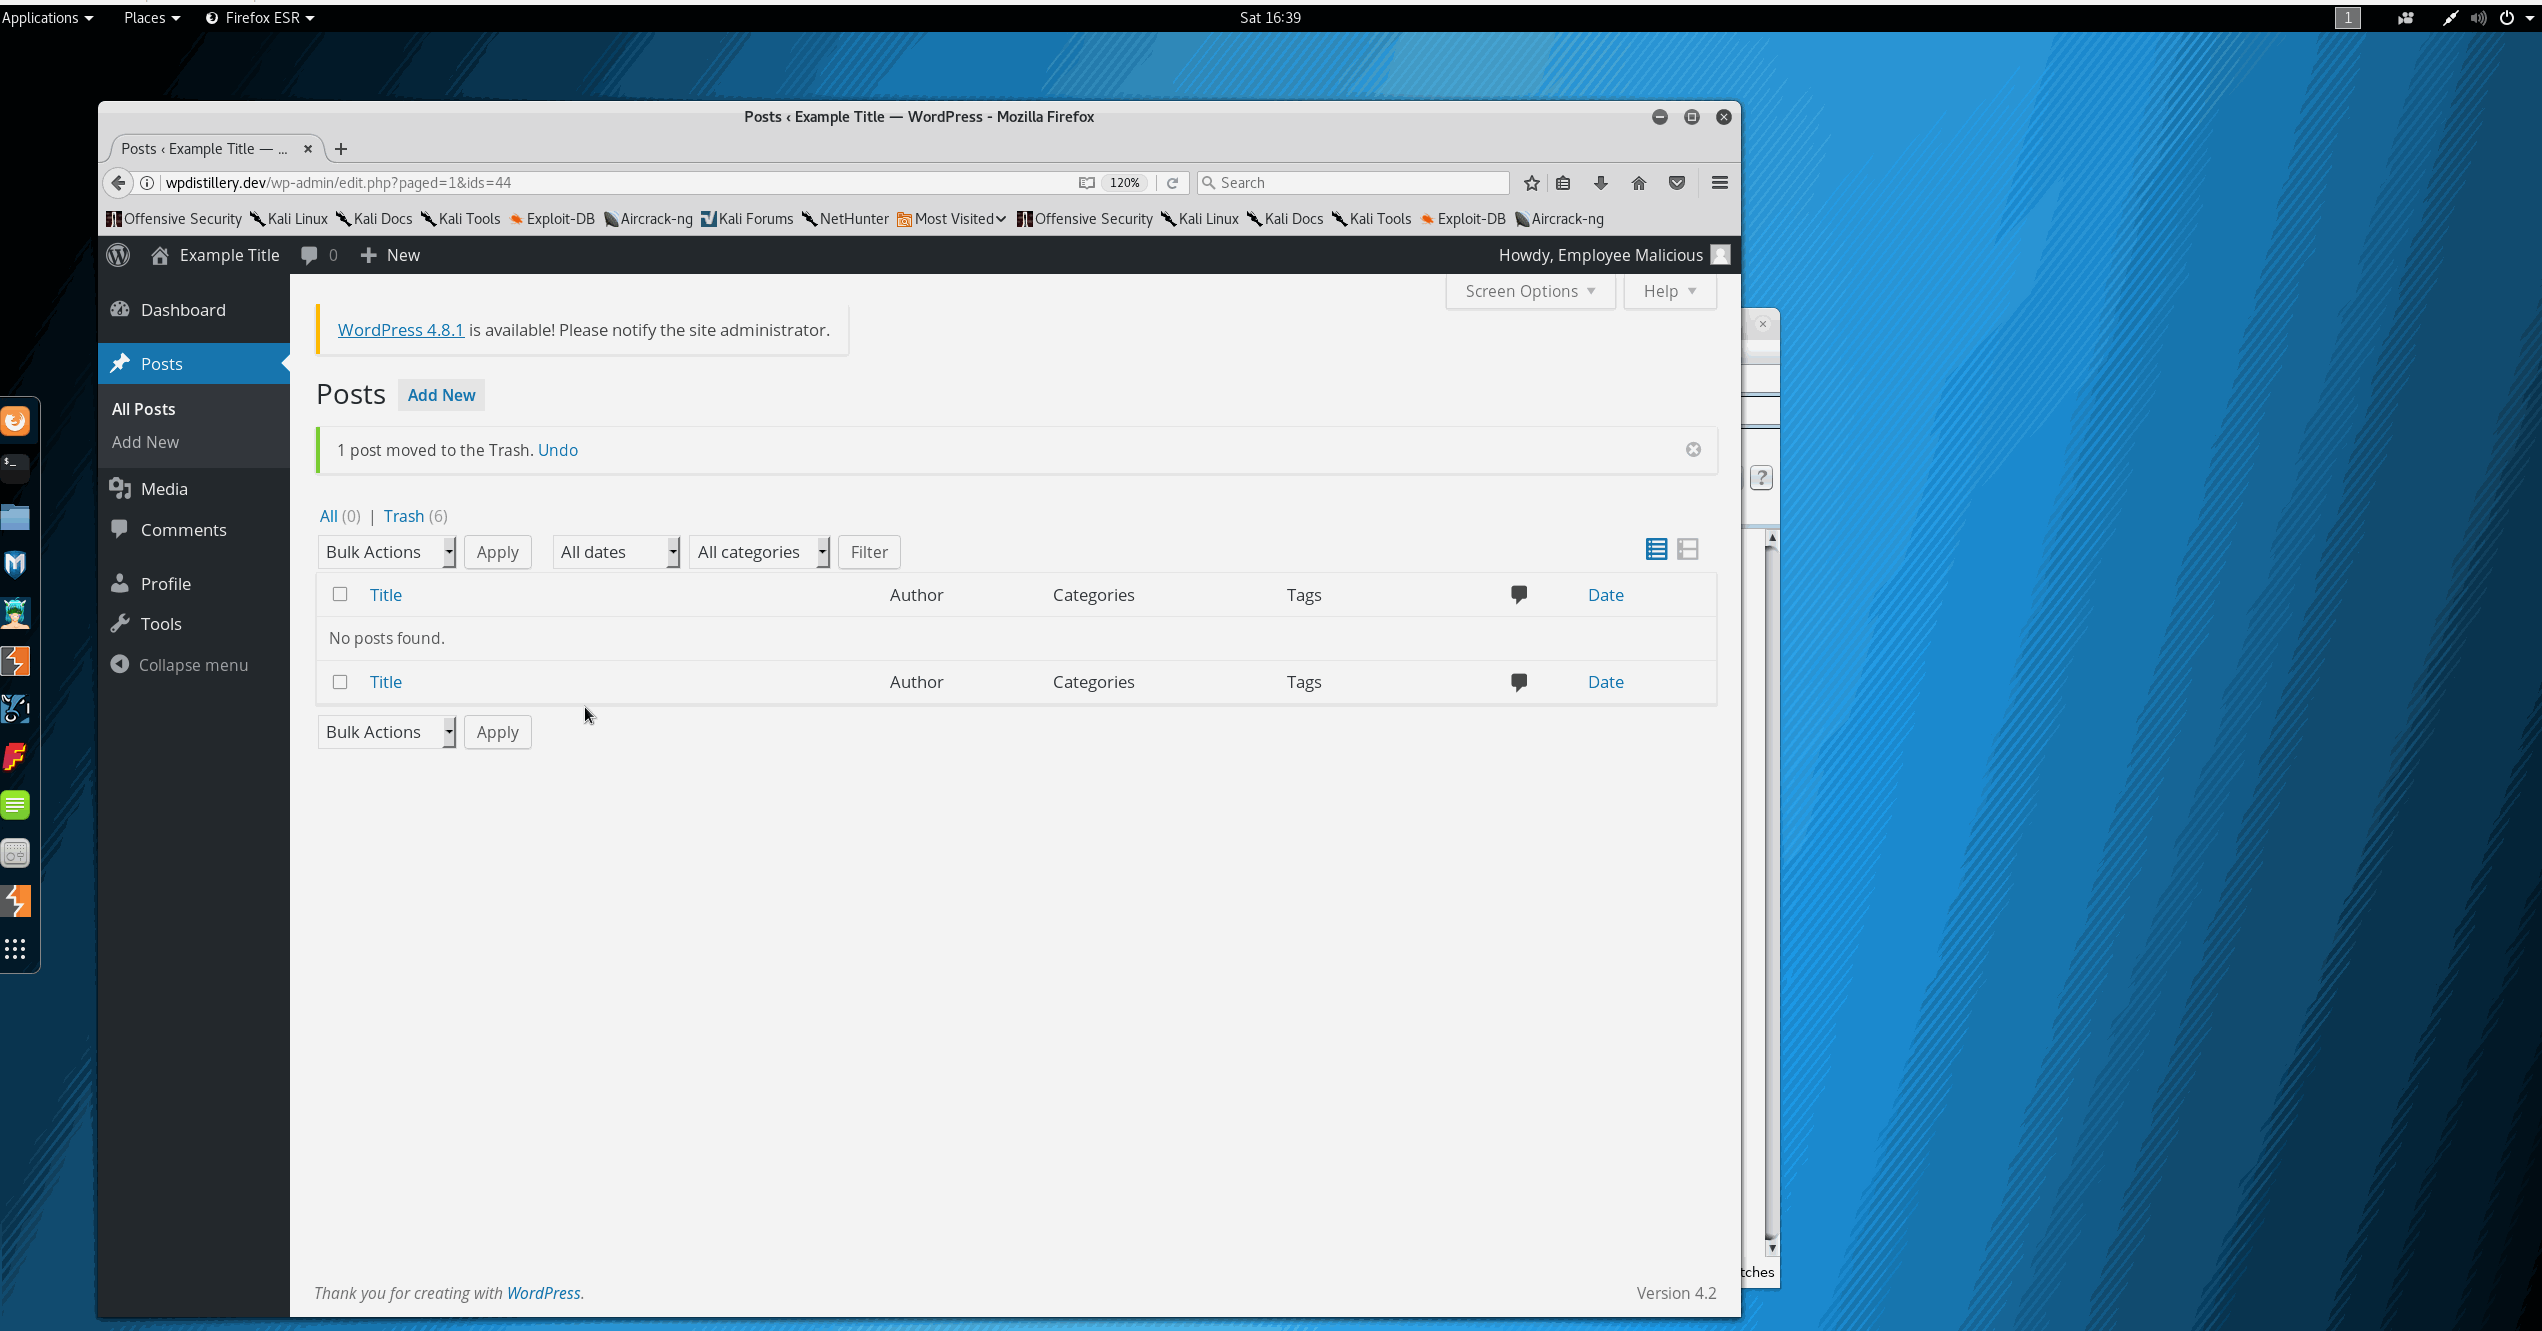 Applications Places Firefox ESR Sat 16:39 1
Posts ‹ Example Title — WordPress - Mozilla Firefox
Posts ‹ Example Title — ...
wpdistillery.dev/wp-admin/edit.php?paged=1&ids=44 120% Search
Offensive Security Kali Linux Kali Docs Kali Tools Exploit-DB Aircrack-ng Kali Forums NetHunter Most Visited Offensive Security Kali Linux Kali Docs Kali Tools Exploit-DB Aircrack-ng
Example Title 0 New Howdy, Employee Malicious
Screen Options Help
Dashboard
WordPress 4.8.1 is available! Please notify the site administrator.
Posts
Posts Add New
All Posts
Add New
1 post moved to the Trash. Undo
Media
All (0) | Trash (6)
Comments
Bulk Actions Apply All dates All categories Filter
Profile
Title Author Categories Tags Date
Tools
No posts found.
Collapse menu
Title Author Categories Tags Date
Bulk Actions Apply
Thank you for creating with WordPress. Version 4.2
tches